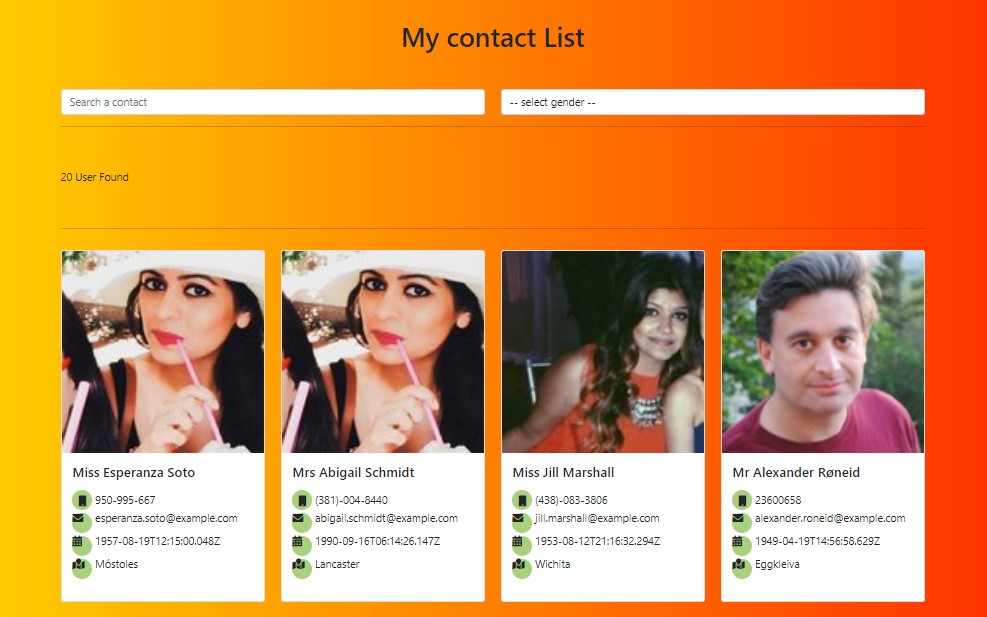 My contact List
Search a contact
-- select gender --
20 User Found
Miss Esperanza Soto
950-995-667
esperanza.soto@example.com
1957-08-19T12:15:00.048Z
Móstoles
Mrs Abigail Schmidt
(381)-004-8440
abigail.schmidt@example.com
1990-09-16T06:14:26.147Z
Lancaster
Miss Jill Marshall
(438)-083-3806
jill.marshall@example.com
1953-08-12T21:16:32.294Z
Wichita
Mr Alexander Røneid
23600658
alexander.roneid@example.com
1949-04-19T14:56:58.629Z
Eggkleiva